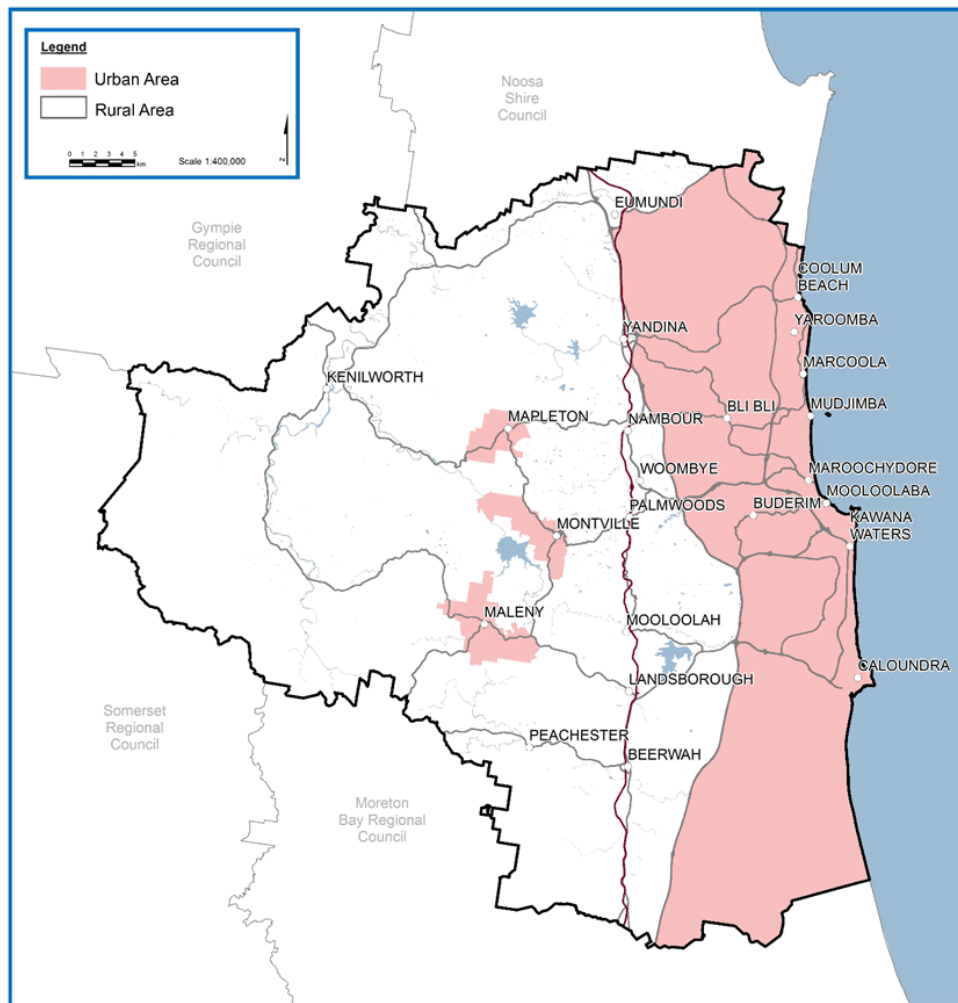 Legend
Urban Area
Rural Area
0 1 2 3 4 5
km
Scale 1:400,000
N
Noosa
Shire
Council
Gympie
Regional
Council
EUMUNDI
COOLUM
BEACH
YAROOMBA
YANDINA
MARCOOLA
KENILWORTH
BLI BLI
MUDJIMBA
MAPLETON
NAMBOUR
WOOMBYE
MAROOCHYDORE
MOOLOOLABA
PALMWOODS
BUDERIM
KAWANA
WATERS
MONTVILLE
MALENY
MOOLOOLAH
CALOUNDRA
LANDSBOROUGH
Somerset
Regional
Council
PEACHESTER
BEERWAH
Moreton
Bay Regional
Council